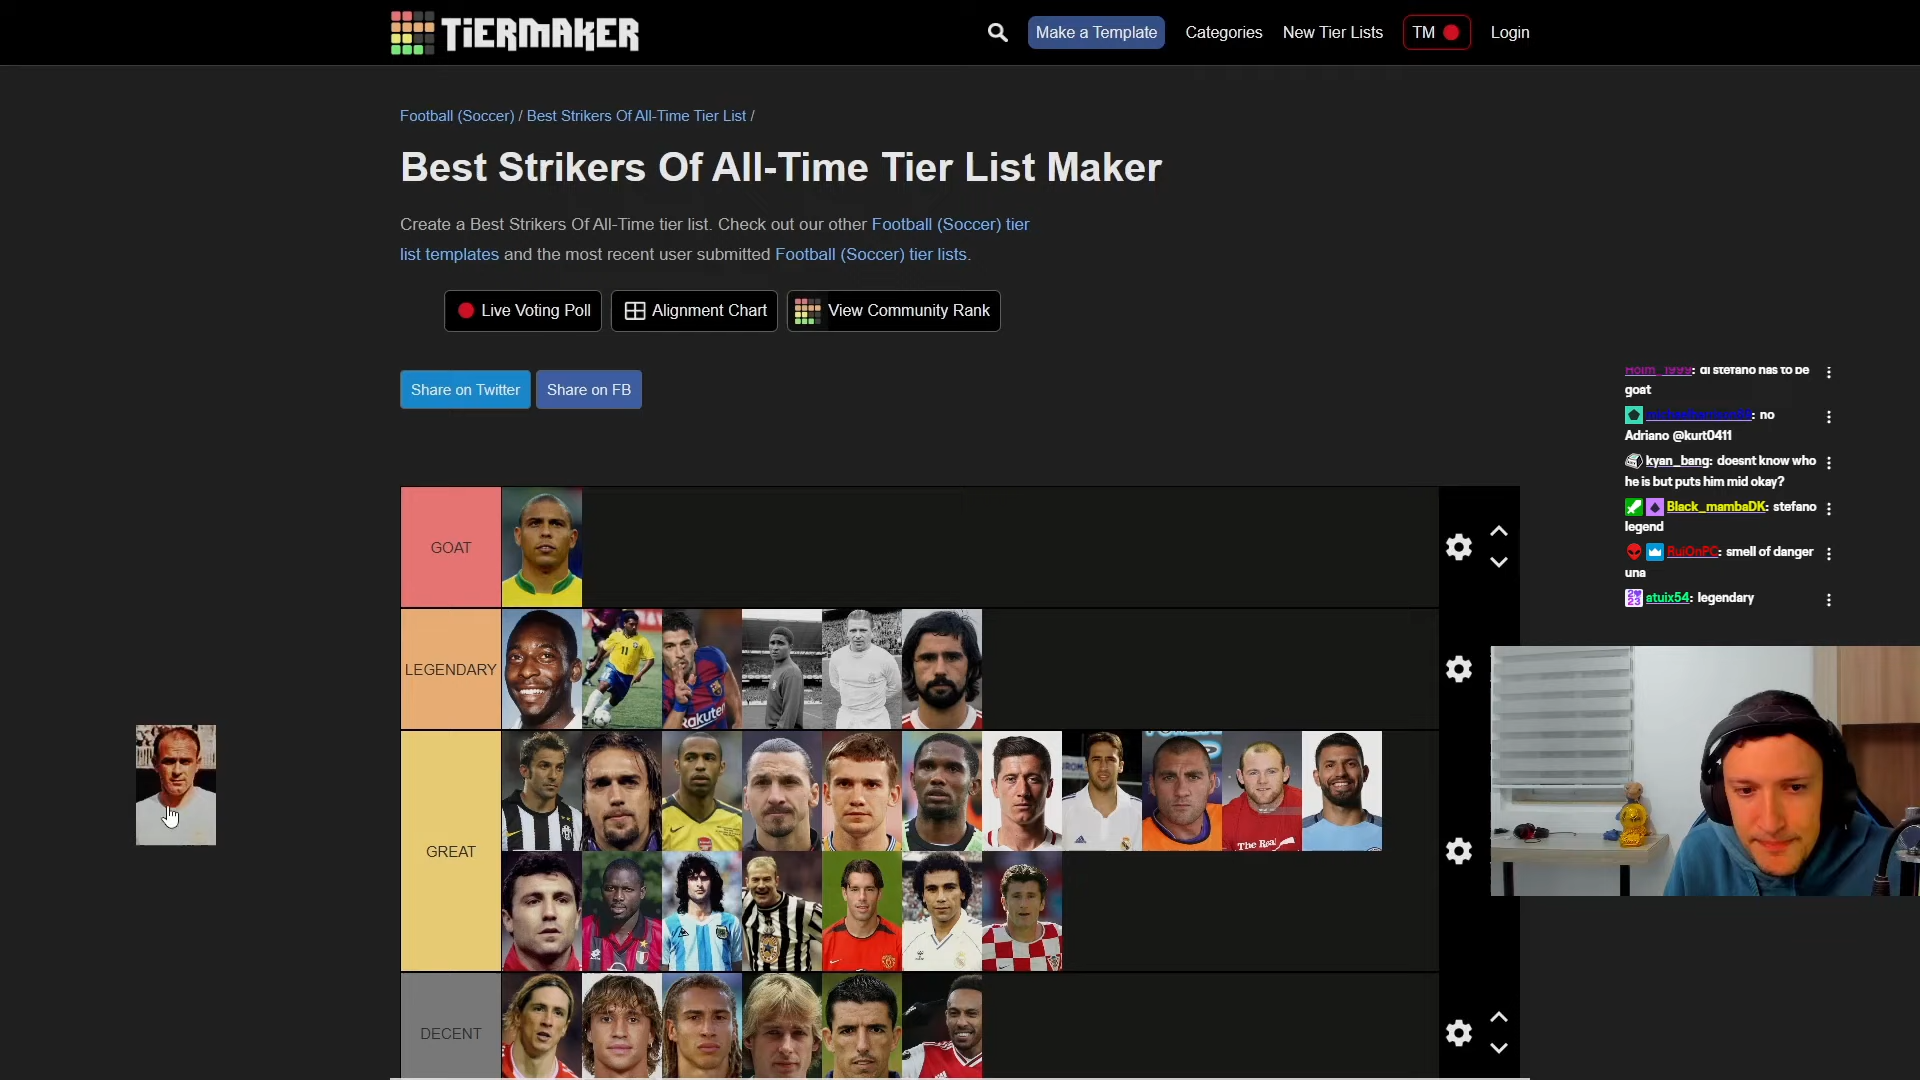 TiERMAKER
Make a Template
Categories
New Tier Lists
TM
Login
Football (Soccer) / Best Strikers Of All-Time Tier List /
Best Strikers Of All-Time Tier List Maker
Create a Best Strikers Of All-Time tier list. Check out our other Football (Soccer) tier
list templates and the most recent user submitted Football (Soccer) tier lists.
Live Voting Poll
Alignment Chart
View Community Rank
Share on Twitter
Share on FB
Holm_1999: di stefano has to be
goat
: no
Adriano @kurt0411
kyan_bang: doesnt know who
he is but puts him mid okay?
Black_mambaDK: stefano
legend
RuiOnPC: smell of danger
una
atuix54: legendary
GOAT
LEGENDARY
11
Rakuten
GREAT
The Real
DECENT